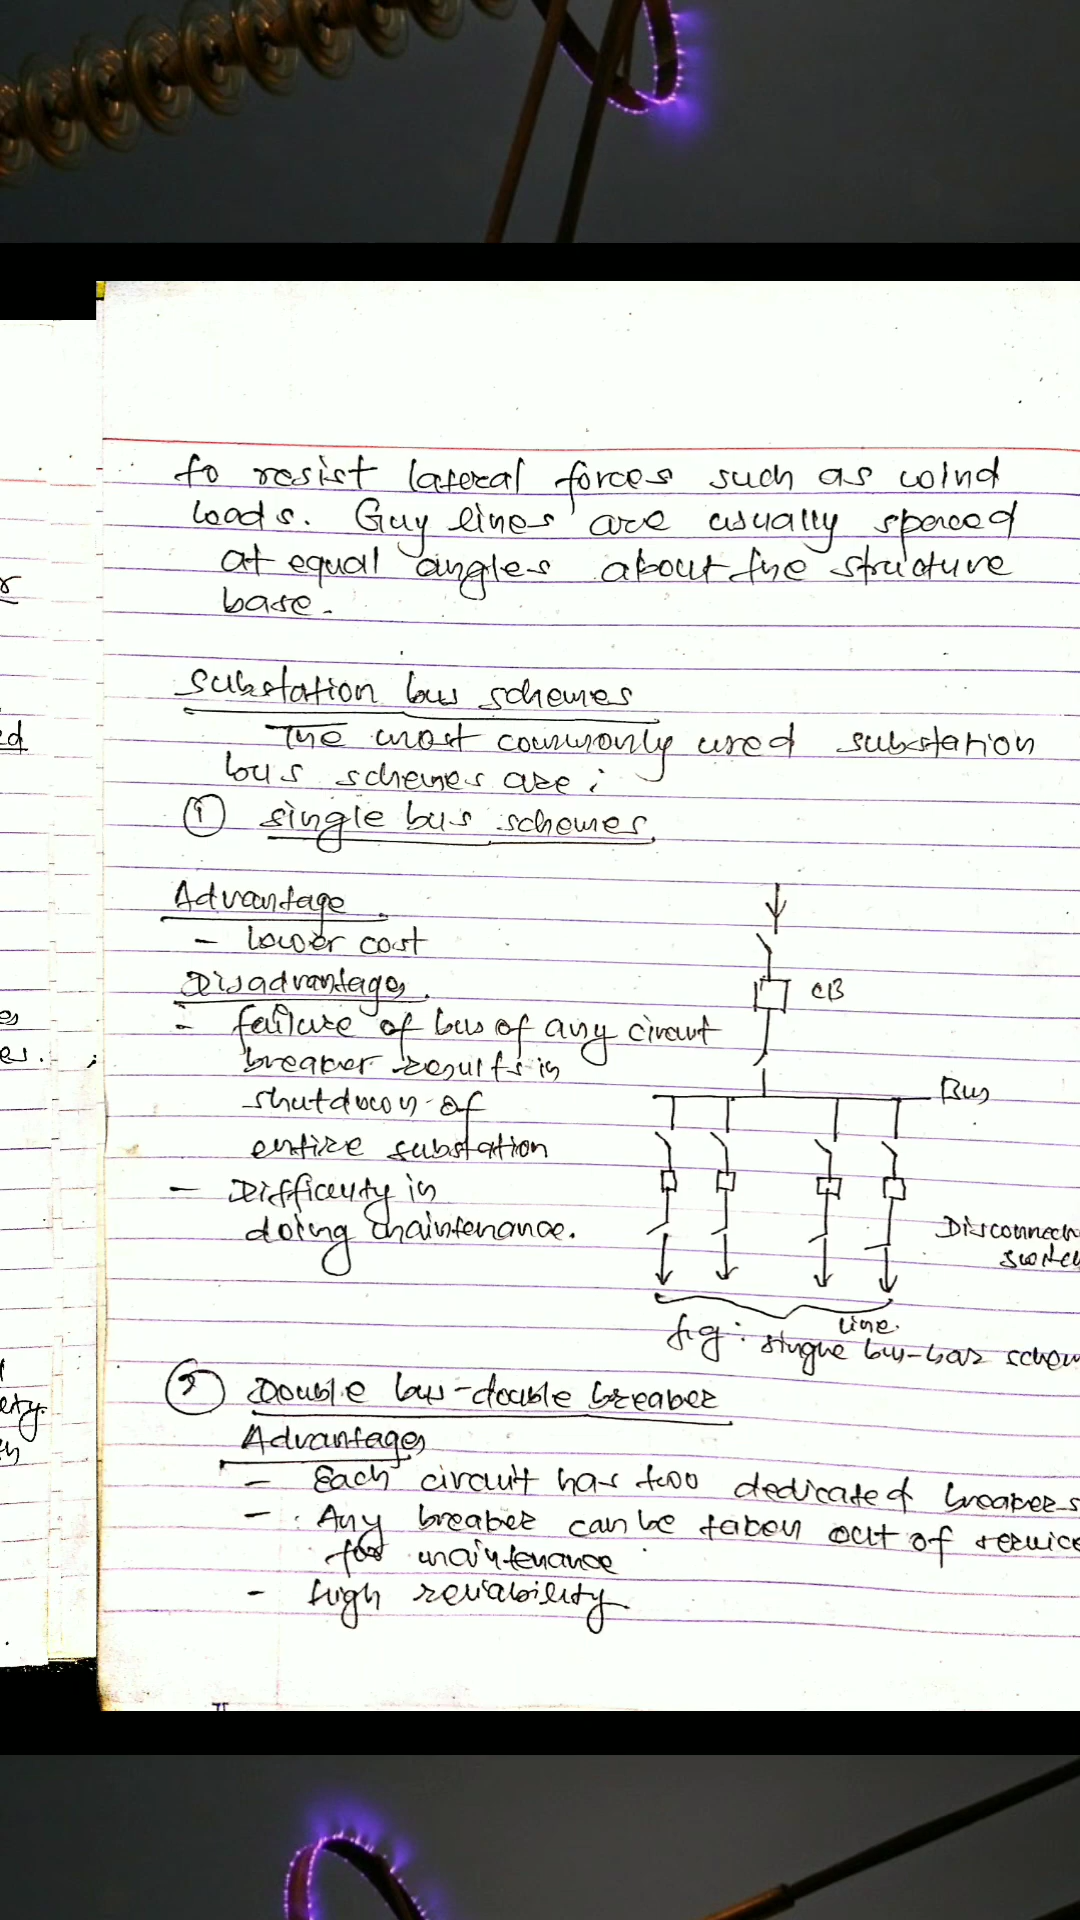 to resist lateral forces such as wind
loads. Guy lines are usually spaced
at equal angles about the structure
base.
substation bus schemes
The most commonly used substation
bus schemes are :
① single bus schemes.
Advantage
- lower cost
Disadvantages
- failure of bus of any circuit
breaker results in
shutdown of
entire substation
- Difficulty in
doing maintenance.
CB
Bus
Disconnect
switc
line.
fig : single bus-bar schem
② Double bus-double breaker
Advantages
- Each circuit has two dedicated breakers
- Any breaker can be taken out of service
for maintenance
- high reliability